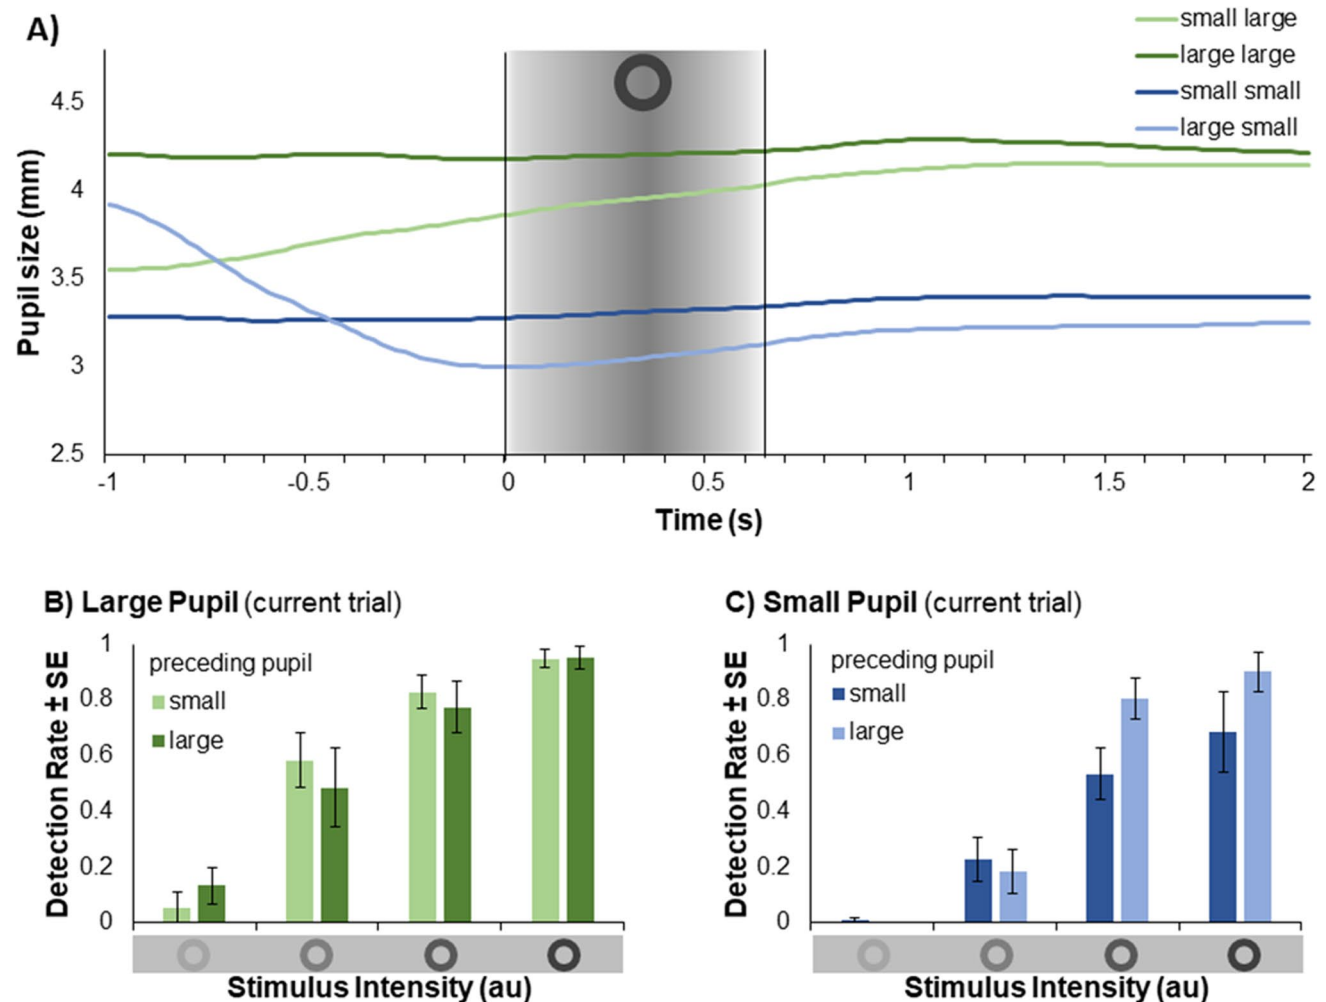 A)
small large
large large
small small
large small
Pupil size (mm)
4.5
4
3.5
3
2.5
-1 -0.5 0 0.5 1 1.5 2
Time (s)
B) Large Pupil (current trial)
Detection Rate ± SE
1
0.8
0.6
0.4
0.2
0
preceding pupil
small
large
Stimulus Intensity (au)
C) Small Pupil (current trial)
Detection Rate ± SE
1
0.8
0.6
0.4
0.2
0
preceding pupil
small
large
Stimulus Intensity (au)